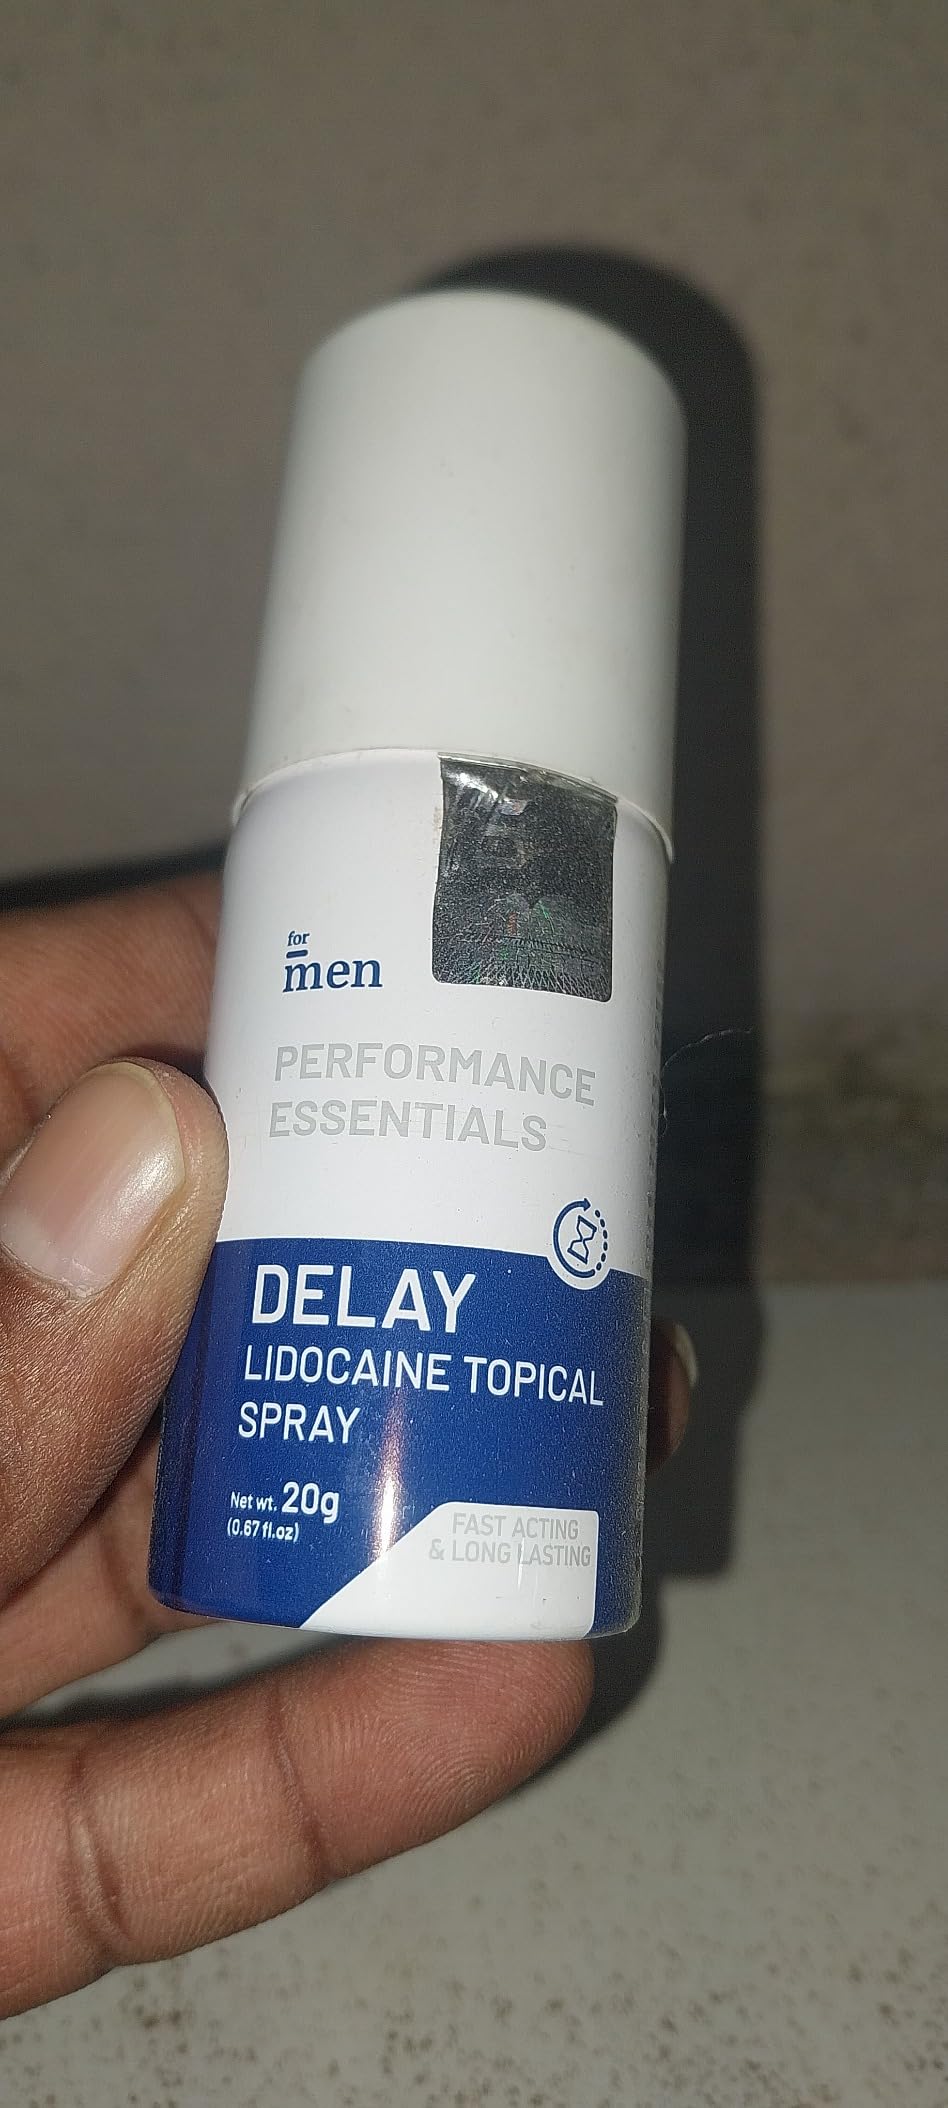 for
men
PERFORMANCE
ESSENTIALS
DELAY
LIDOCAINE TOPICAL
SPRAY
Net wt. 20g
(0.67 fl.oz)
FAST ACTING
& LONG LASTING